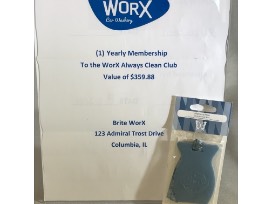 WorX
Car Washing
(1) Yearly Membership
To the WorX Always Clean Club
Value of $359.88
Brite WorX
123 Admiral Trost Drive
Columbia, IL